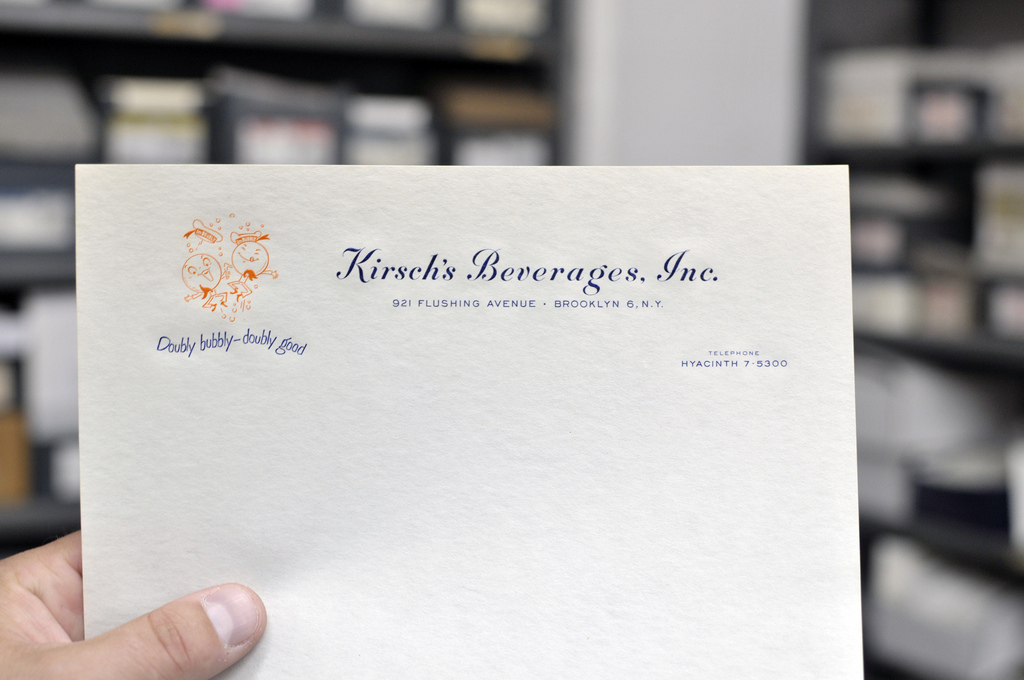 Kirsch's Beverages, Inc.
921 FLUSHING AVENUE • BROOKLYN 6, N.Y.
Doubly bubbly–doubly good
TELEPHONE
HYACINTH 7-5300